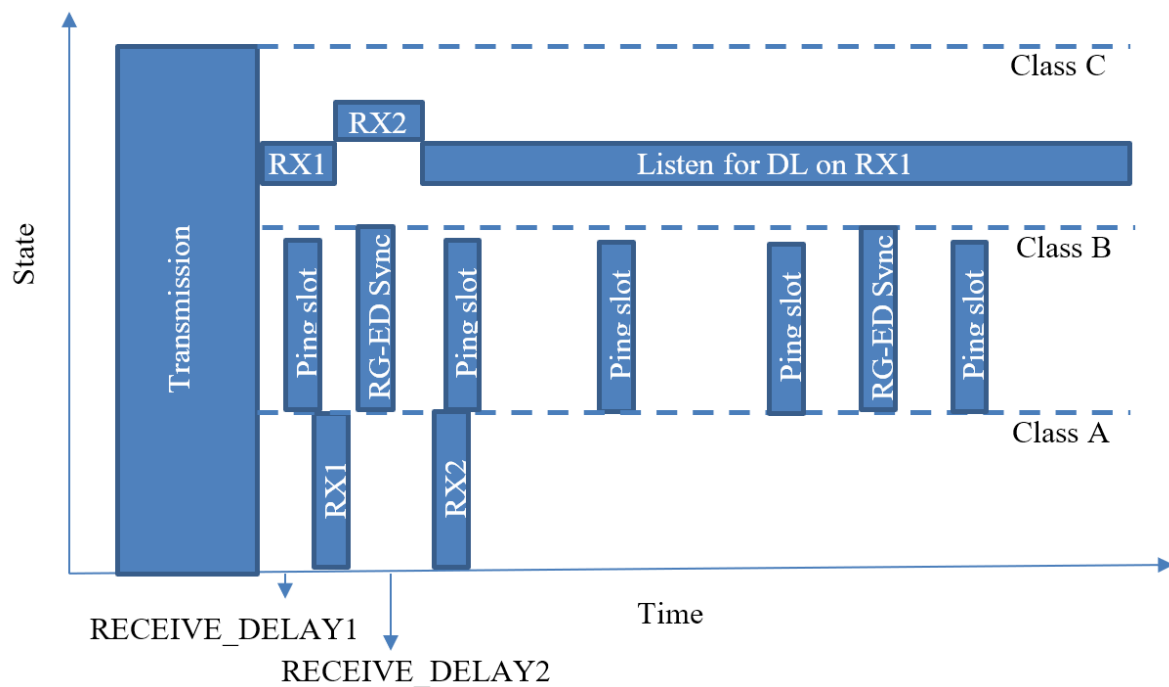 Class C
RX2
RX1
Listen for DL on RX1
State
Transmission
Class B
Ping slot
RG-ED Sync
Ping slot
Ping slot
Ping slot
RG-ED Sync
Ping slot
Class A
RX1
RX2
RECEIVE_DELAY1
Time
RECEIVE_DELAY2